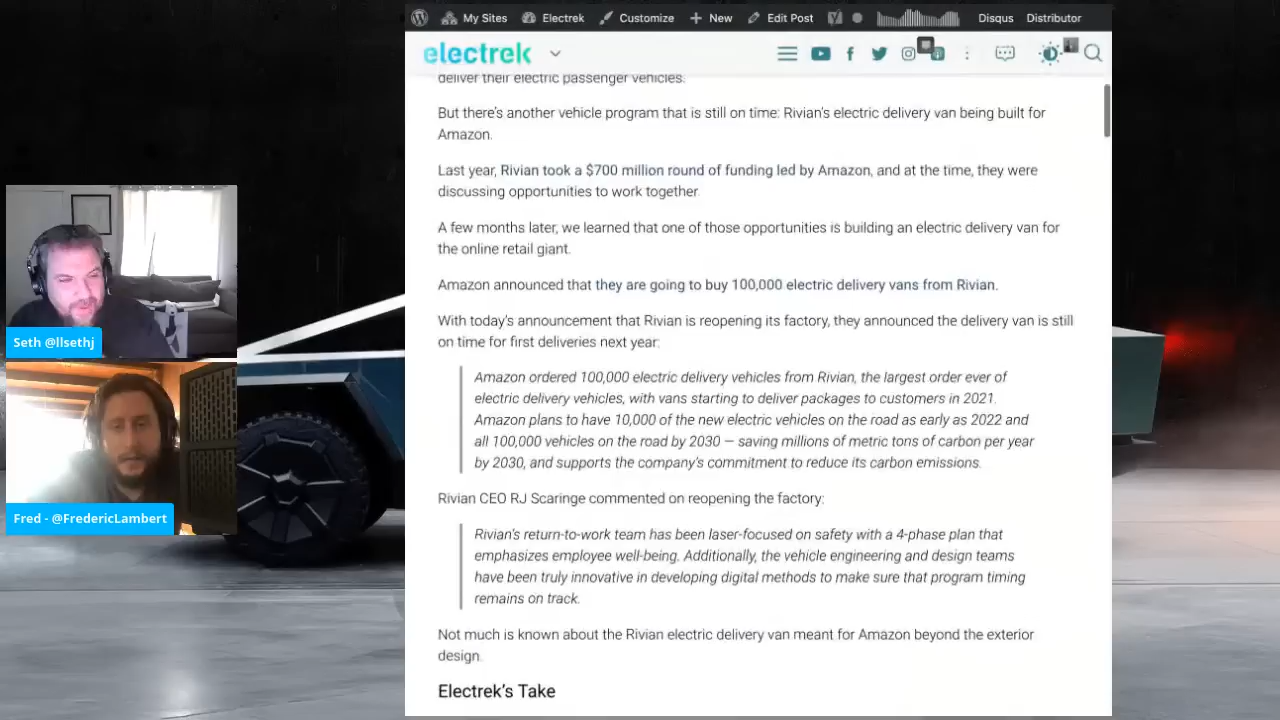 My Sites Electrek Customize New Edit Post Disqus Distributor
electrek
deliver their electric passenger vehicles.
But there's another vehicle program that is still on time: Rivian's electric delivery van being built for
Amazon.
Last year, Rivian took a $700 million round of funding led by Amazon, and at the time, they were
discussing opportunities to work together.
A few months later, we learned that one of those opportunities is building an electric delivery van for
the online retail giant.
Amazon announced that they are going to buy 100,000 electric delivery vans from Rivian.
With today's announcement that Rivian is reopening its factory, they announced the delivery van is still
on time for first deliveries next year:
Amazon ordered 100,000 electric delivery vehicles from Rivian, the largest order ever of
electric delivery vehicles, with vans starting to deliver packages to customers in 2021.
Amazon plans to have 10,000 of the new electric vehicles on the road as early as 2022 and
all 100,000 vehicles on the road by 2030 — saving millions of metric tons of carbon per year
by 2030, and supports the company's commitment to reduce its carbon emissions.
Rivian CEO RJ Scaringe commented on reopening the factory:
Rivian's return-to-work team has been laser-focused on safety with a 4-phase plan that
emphasizes employee well-being. Additionally, the vehicle engineering and design teams
have been truly innovative in developing digital methods to make sure that program timing
remains on track.
Not much is known about the Rivian electric delivery van meant for Amazon beyond the exterior
design.
Electrek's Take
Seth @llsethj
Fred - @FredericLambert